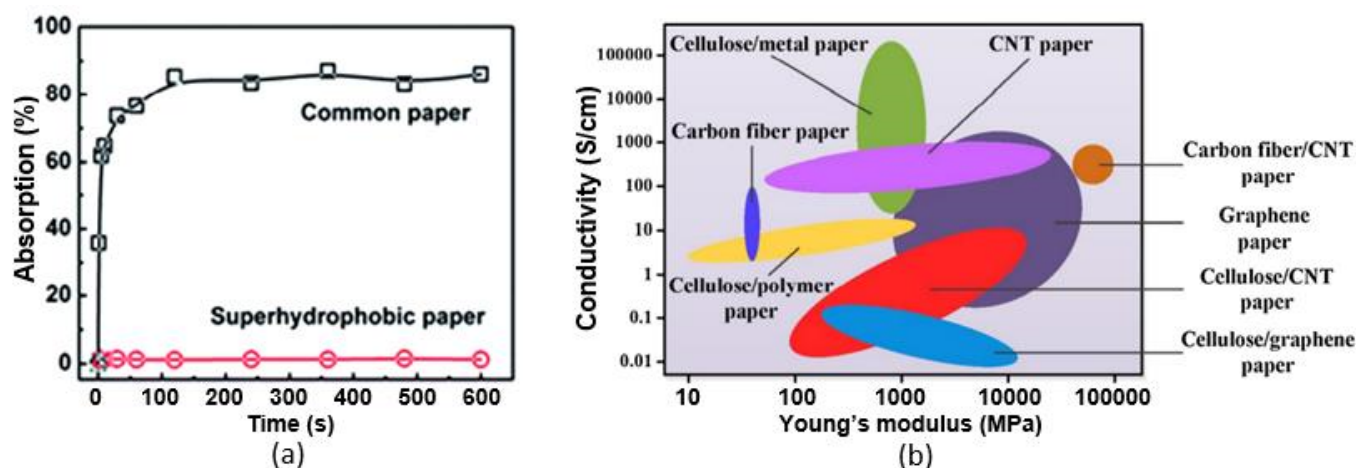 100
80
60
40
20
0
Absorption (%)
Common paper
Superhydrophobic paper
0 100 200 300 400 500 600
Time (s)
(a)
100000
10000
1000
100
10
1
0.1
0.01
Conductivity (S/cm)
Cellulose/metal paper
CNT paper
Carbon fiber paper
Carbon fiber/CNT
paper
Graphene
paper
Cellulose/polymer
paper
Cellulose/CNT
paper
Cellulose/graphene
paper
10 100 1000 10000 100000
Young's modulus (MPa)
(b)